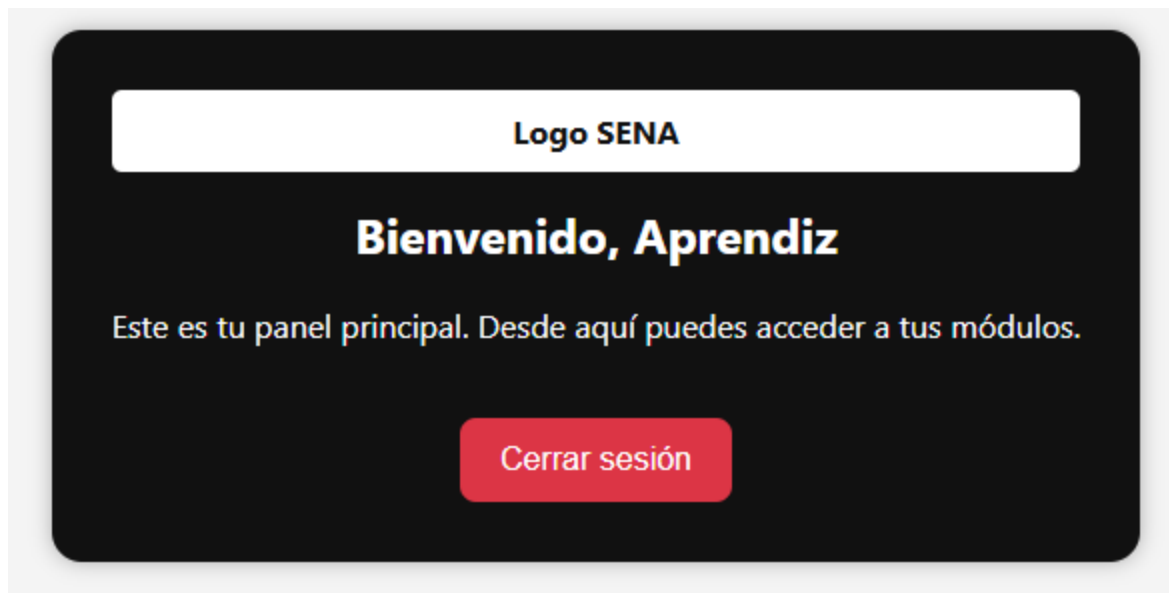 Logo SENA
Bienvenido, Aprendiz
Este es tu panel principal. Desde aquí puedes acceder a tus módulos.
Cerrar sesión